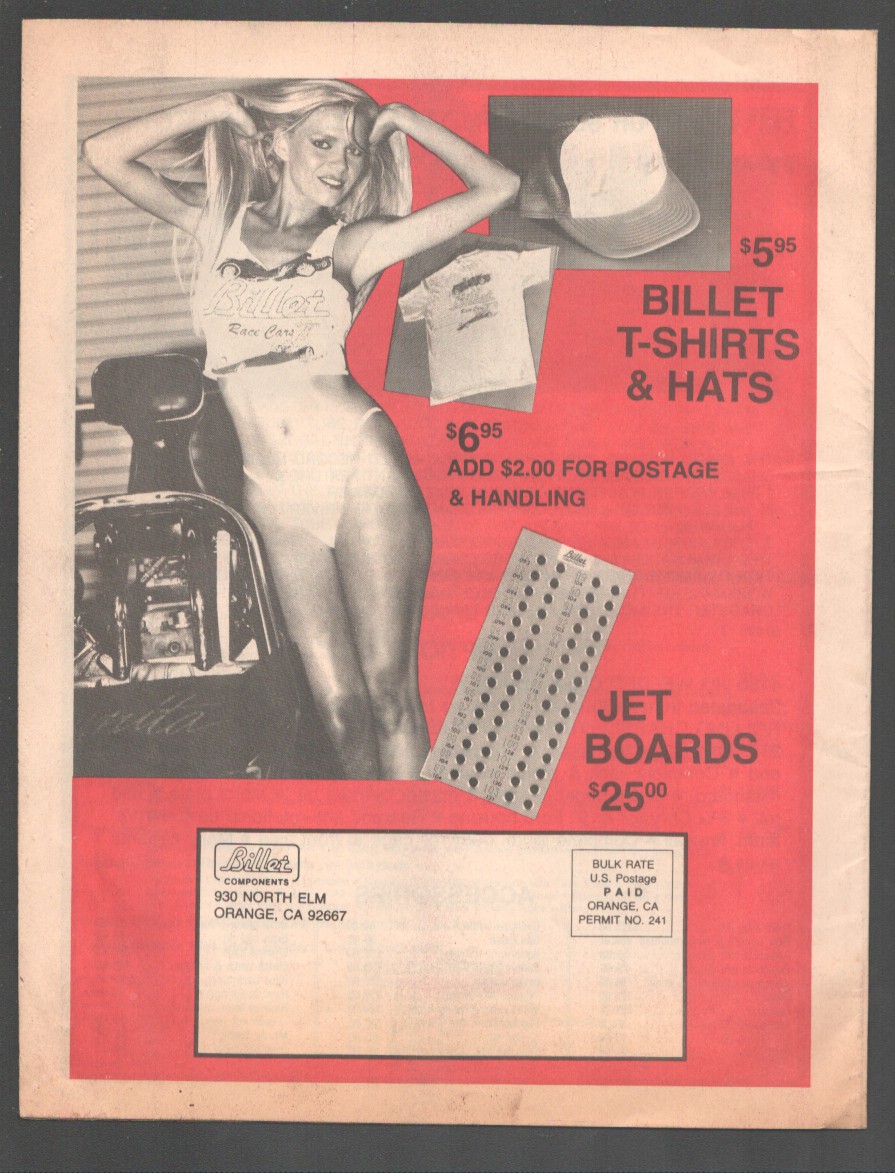 Billet
Race Cars
$5.95
BILLET
T-SHIRTS
& HATS
$6.95
ADD $2.00 FOR POSTAGE
& HANDLING
Billet
JET
BOARDS
$25.00
Billet
COMPONENTS
930 NORTH ELM
ORANGE, CA 92667
BULK RATE
U.S. Postage
PAID
ORANGE, CA
PERMIT NO. 241